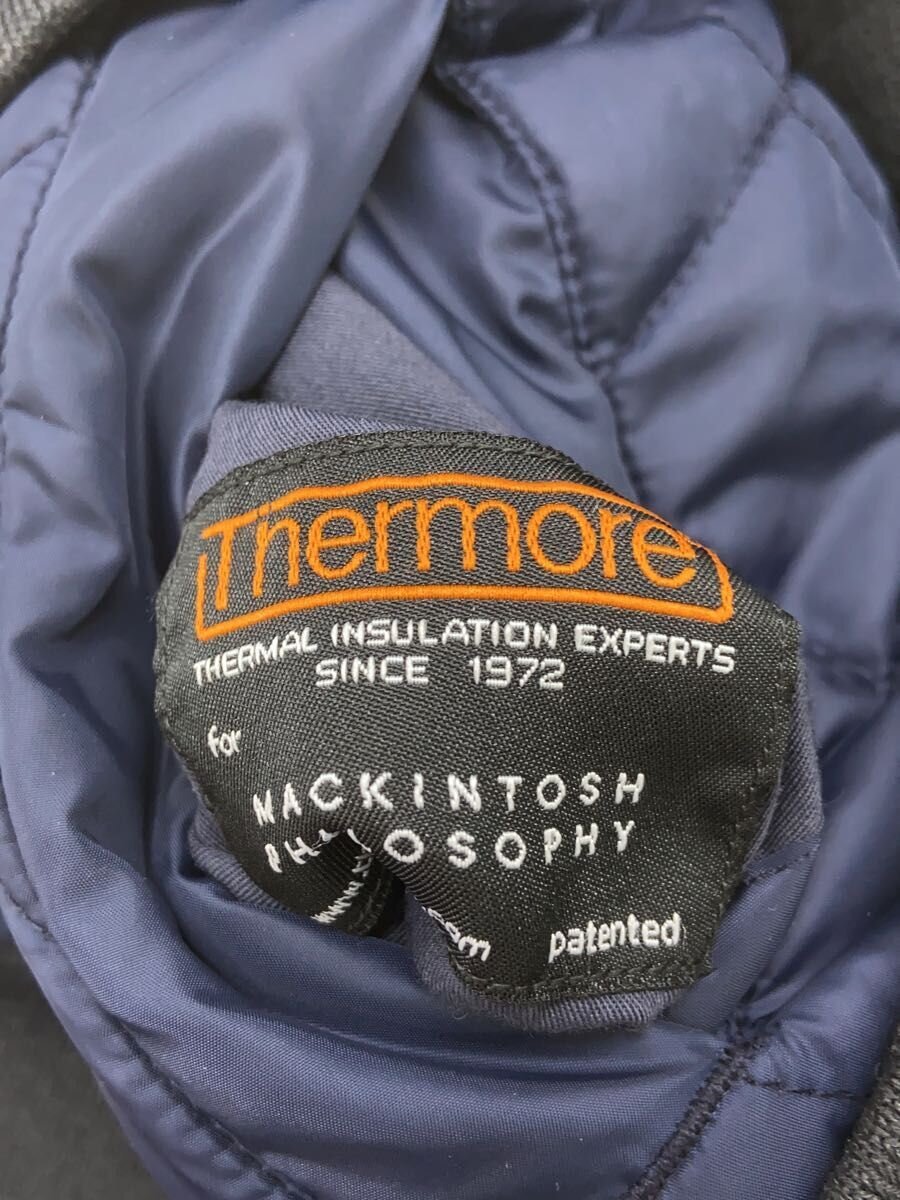 Thermore
THERMAL INSULATION EXPERTS
SINCE 1972
for
MACKINTOSH
PHILOSOPHY
patented